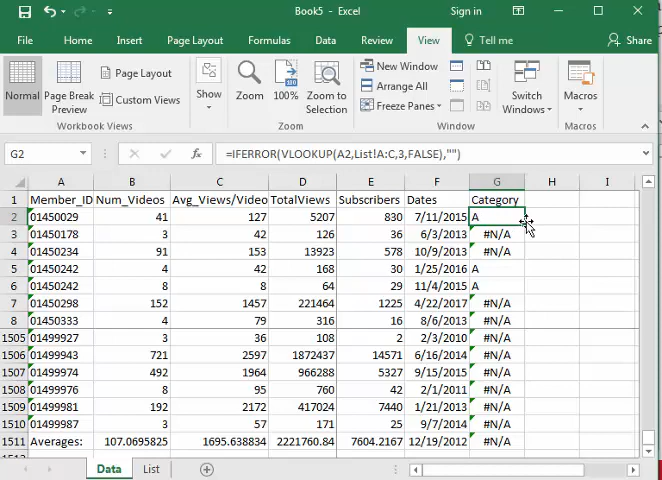 Book5 - Excel
Sign in
File Home Insert Page Layout Formulas Data Review View Tell me Share
Normal
Page Break Preview
Page Layout
Custom Views
Workbook Views
Show
Zoom
100%
Zoom to Selection
Zoom
New Window
Arrange All
Freeze Panes
Window
Switch Windows
Macros
Macros
G2 fx =IFERROR(VLOOKUP(A2,List!A:C,3,FALSE),"")
A B C D E F G H I
1 Member_ID Num_Videos Avg_Views/Video TotalViews Subscribers Dates Category
2 01450029 41 127 5207 830 7/11/2015 A
3 01450178 3 42 126 36 6/3/2013 #N/A
4 01450234 91 153 13923 578 10/9/2013 #N/A
5 01450242 4 42 168 30 1/25/2016 A
6 01450242 8 8 64 29 11/4/2015 A
7 01450298 152 1457 221464 1225 4/22/2017 #N/A
8 01450333 4 79 316 16 8/6/2013 #N/A
1505 01499927 3 36 108 2 2/3/2010 #N/A
1506 01499943 721 2597 1872437 14571 6/16/2014 #N/A
1507 01499974 492 1964 966288 5327 9/15/2015 #N/A
1508 01499976 8 95 760 42 2/1/2011 #N/A
1509 01499981 192 2172 417024 7440 1/21/2013 #N/A
1510 01499987 3 57 171 25 9/7/2014 #N/A
1511 Averages: 107.0695825 1695.638834 2221760.84 7604.2167 12/19/2012 #N/A
Data List